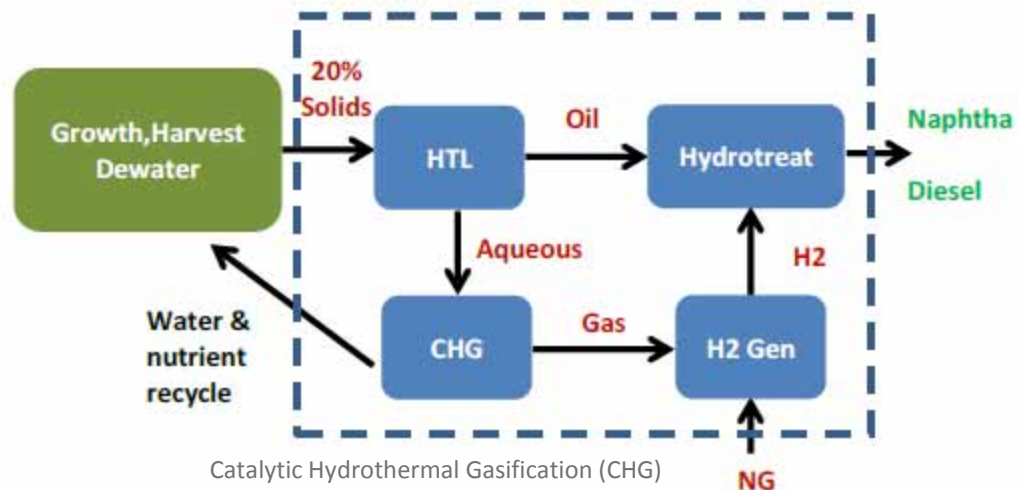 20%
Solids
Growth,Harvest
Dewater
HTL
Oil
Hydrotreat
Naphtha
Diesel
Aqueous
H2
Water &
nutrient
recycle
CHG
Gas
H2 Gen
Catalytic Hydrothermal Gasification (CHG)
NG